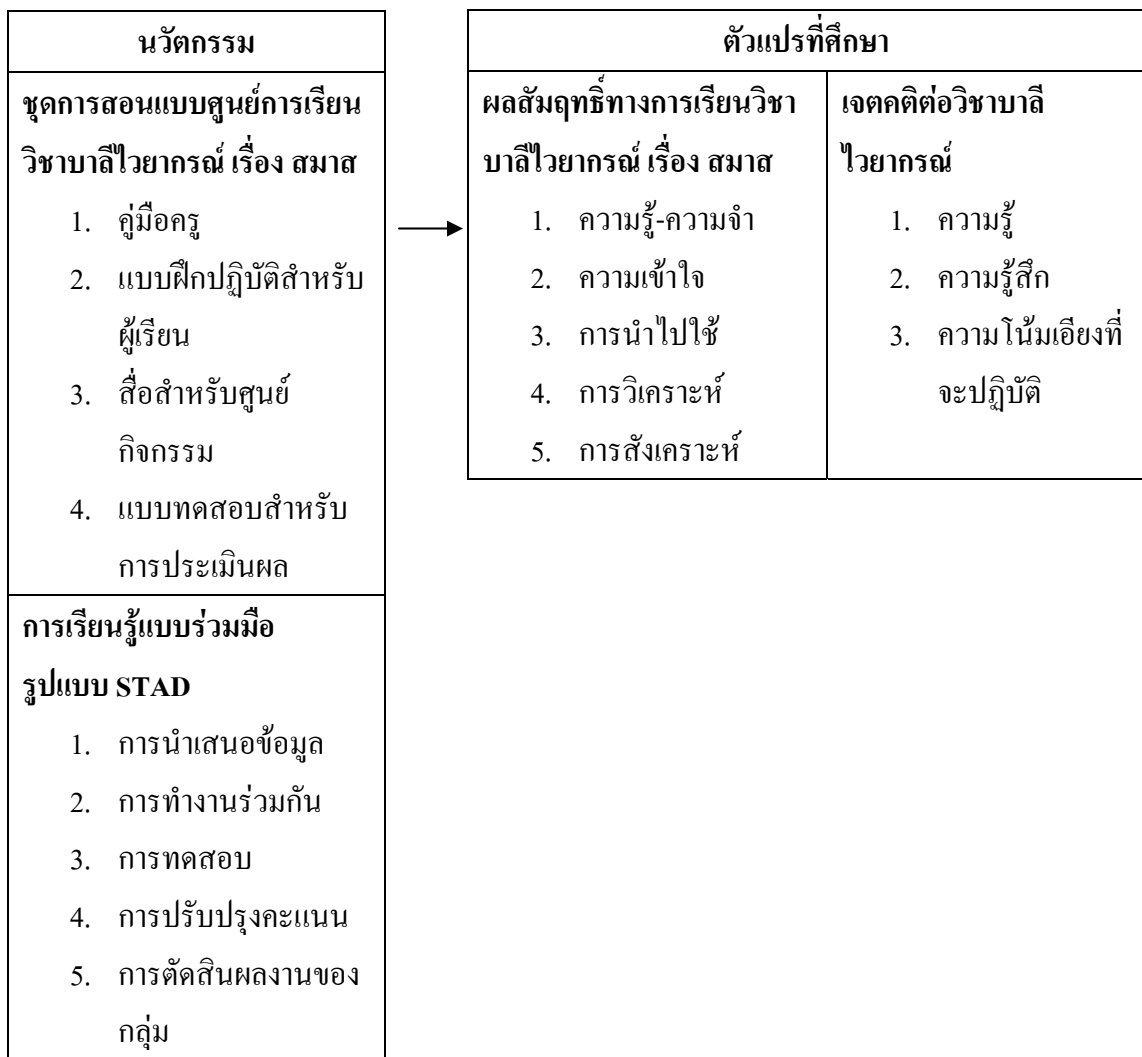 นวัตกรรม
ชุดการสอนแบบศูนย์การเรียน
วิชาบาลีไวยากรณ์ เรื่อง สมาส
1. คู่มือครู
2. แบบฝึกปฏิบัติสำหรับ
ผู้เรียน
3. สื่อสำหรับศูนย์
กิจกรรม
4. แบบทดสอบสำหรับ
การประเมินผล
การเรียนรู้แบบร่วมมือ
รูปแบบ STAD
1. การนำเสนอข้อมูล
2. การทำงานร่วมกัน
3. การทดสอบ
4. การปรับปรุงคะแนน
5. การตัดสินผลงานของ
กลุ่ม
ตัวแปรที่ศึกษา
ผลสัมฤทธิ์ทางการเรียนวิชา
บาลีไวยากรณ์ เรื่อง สมาส
1. ความรู้-ความจำ
2. ความเข้าใจ
3. การนำไปใช้
4. การวิเคราะห์
5. การสังเคราะห์
เจตคติต่อวิชาบาลี
ไวยากรณ์
1. ความรู้
2. ความรู้สึก
3. ความโน้มเอียงที่
จะปฏิบัติ